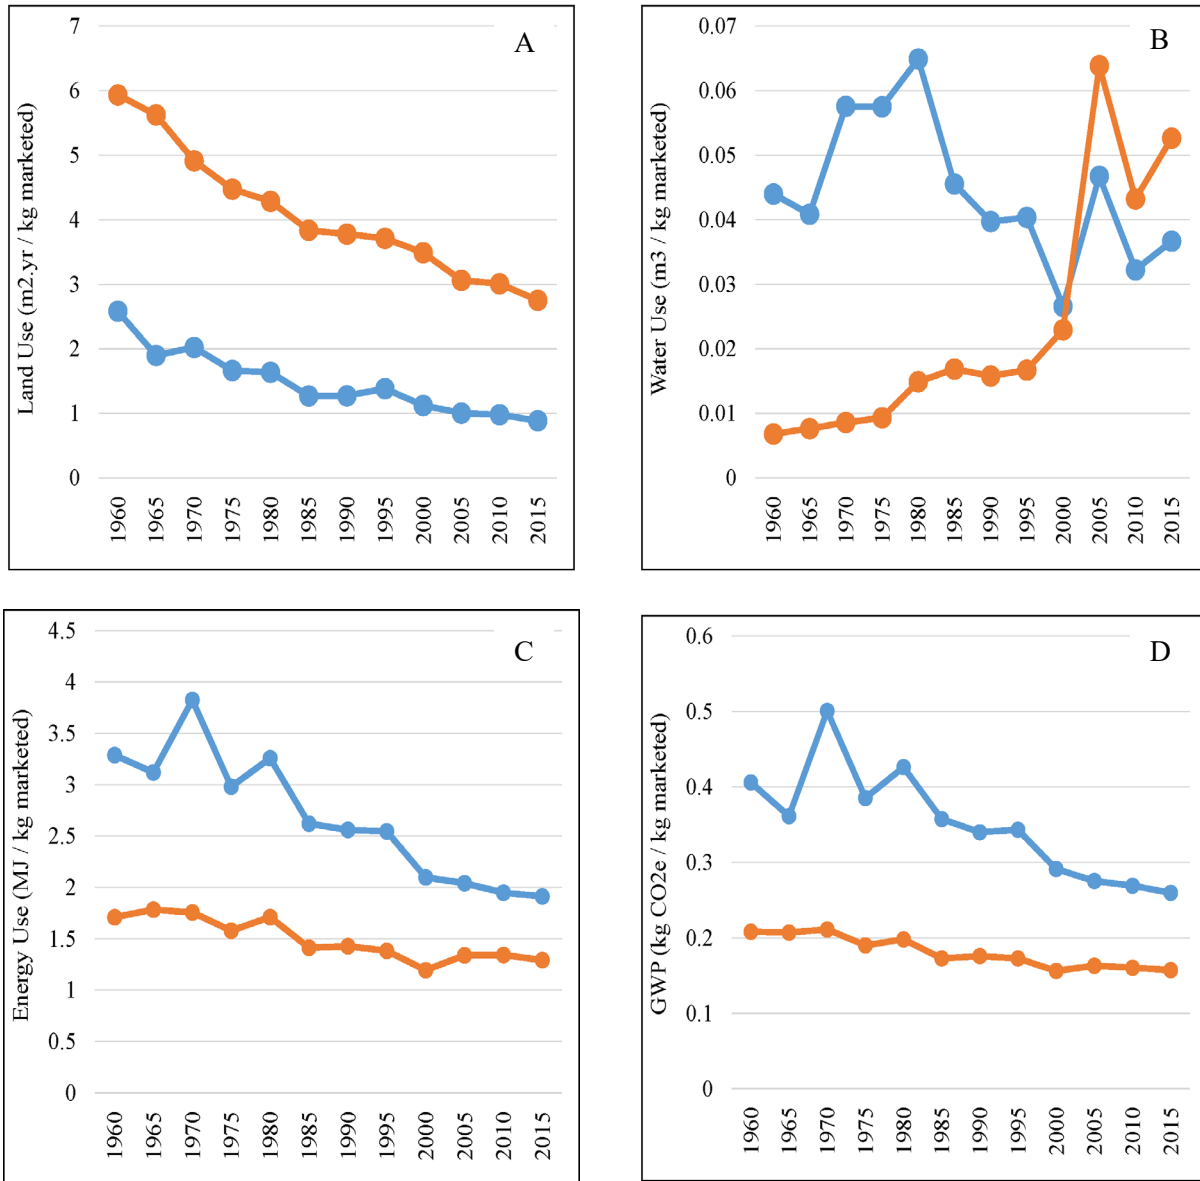 A
Land Use (m2.yr / kg marketed)
7
6
5
4
3
2
1
0
1960 1965 1970 1975 1980 1985 1990 1995 2000 2005 2010 2015
B
Water Use (m3 / kg marketed)
0.07
0.06
0.05
0.04
0.03
0.02
0.01
0
1960 1965 1970 1975 1980 1985 1990 1995 2000 2005 2010 2015
C
Energy Use (MJ / kg marketed)
4.5
4
3.5
3
2.5
2
1.5
1
0.5
0
1960 1965 1970 1975 1980 1985 1990 1995 2000 2005 2010 2015
D
GWP (kg CO2e / kg marketed)
0.6
0.5
0.4
0.3
0.2
0.1
0
1960 1965 1970 1975 1980 1985 1990 1995 2000 2005 2010 2015